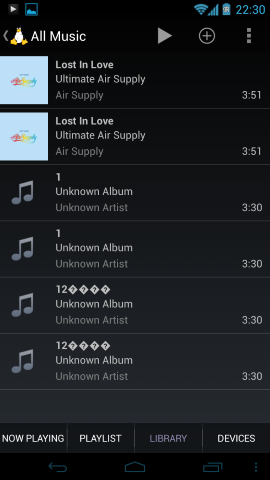 22:30
All Music
Lost In Love
Ultimate Air Supply
Air Supply 3:51
Lost In Love
Ultimate Air Supply
Air Supply 3:51
1
Unknown Album
Unknown Artist 3:30
1
Unknown Album
Unknown Artist 3:30
12����
Unknown Album
Unknown Artist 3:30
12����
Unknown Album
Unknown Artist 3:30
NOW PLAYING PLAYLIST LIBRARY DEVICES